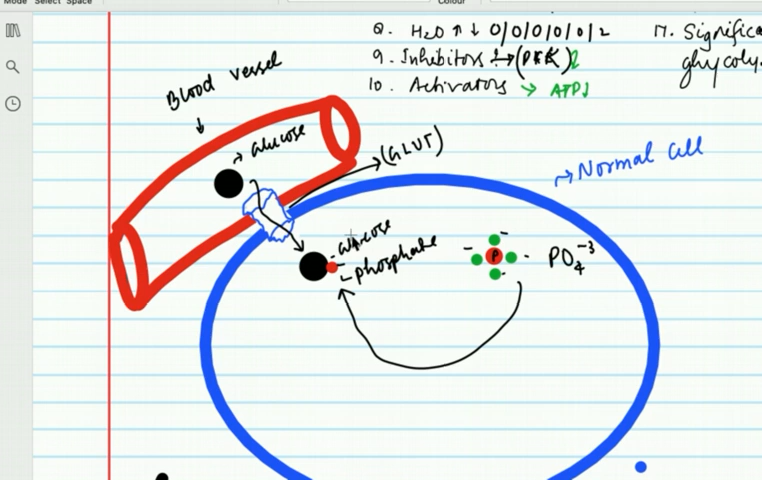 Mode Select Space
Colour
8. H2O ↑↓ 0/0/0/0/0/2
9. Inhibitors → (PFK)
10. Activators → ATP↓
17. Significa
glycoly.
Blood vessel
Glucose
(GLUT)
Normal cell
Glucose
phosphate
P
PO4-3